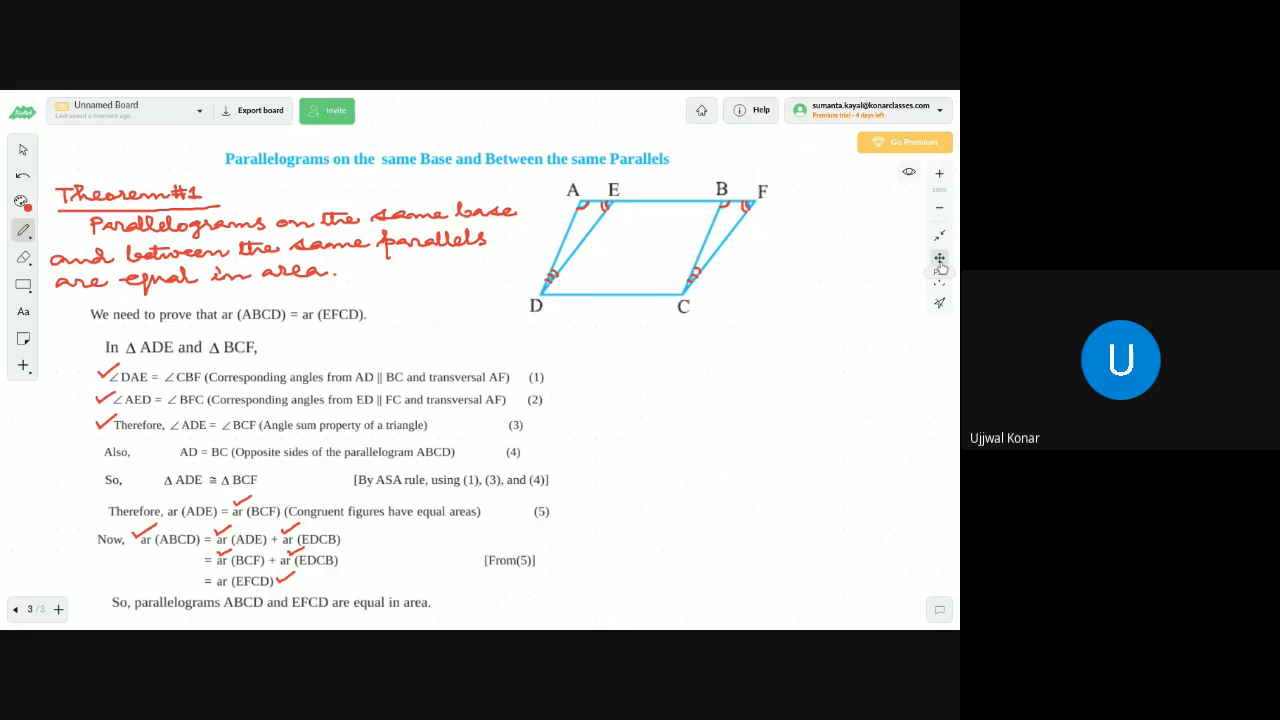 Unnamed Board
Last saved a moment ago
Export board
Invite
Help
sumanta.kayal@konarclasses.com
Premium trial - 4 days left
Go Premium
Parallelograms on the same Base and Between the same Parallels
Theorem#1
Parallelograms on the same base
and between the same parallels
are equal in area.
A E B F
D C
100%
We need to prove that ar (ABCD) = ar (EFCD).
In Δ ADE and Δ BCF,
∠DAE = ∠CBF (Corresponding angles from AD || BC and transversal AF) (1)
∠AED = ∠BFC (Corresponding angles from ED || FC and transversal AF) (2)
Therefore, ∠ADE = ∠BCF (Angle sum property of a triangle) (3)
Also, AD = BC (Opposite sides of the parallelogram ABCD) (4)
So, Δ ADE ≅ Δ BCF [By ASA rule, using (1), (3), and (4)]
Therefore, ar (ADE) = ar (BCF) (Congruent figures have equal areas) (5)
Now, ar (ABCD) = ar (ADE) + ar (EDCB)
= ar (BCF) + ar (EDCB) [From(5)]
= ar (EFCD)
So, parallelograms ABCD and EFCD are equal in area.
Aa
3 /3
U
Ujjwal Konar